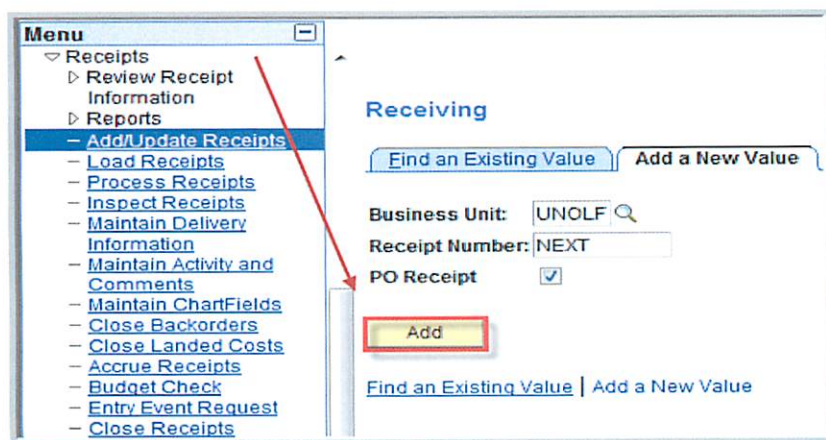 Menu
Receipts
Review Receipt
Information
Reports
Add/Update Receipts
Load Receipts
Process Receipts
Inspect Receipts
Maintain Delivery
Information
Maintain Activity and
Comments
Maintain ChartFields
Close Backorders
Close Landed Costs
Accrue Receipts
Budget Check
Entry Event Request
Close Receipts
Receiving
Find an Existing Value
Add a New Value
Business Unit: UNOLF
Receipt Number: NEXT
PO Receipt
Add
Find an Existing Value | Add a New Value